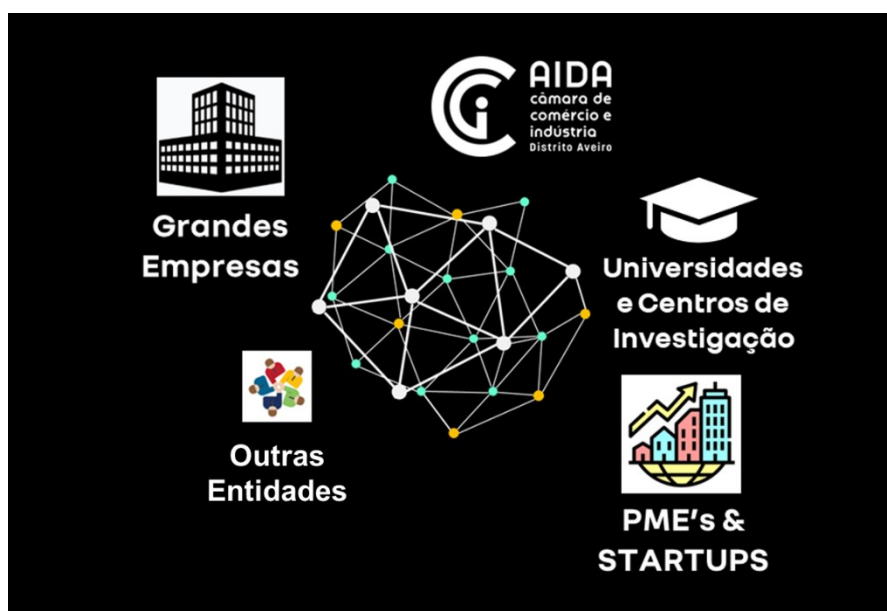 AIDA
câmara de
comércio e
indústria
Distrito Aveiro
Grandes
Empresas
Universidades
e Centros de
Investigação
Outras
Entidades
PME's &
STARTUPS